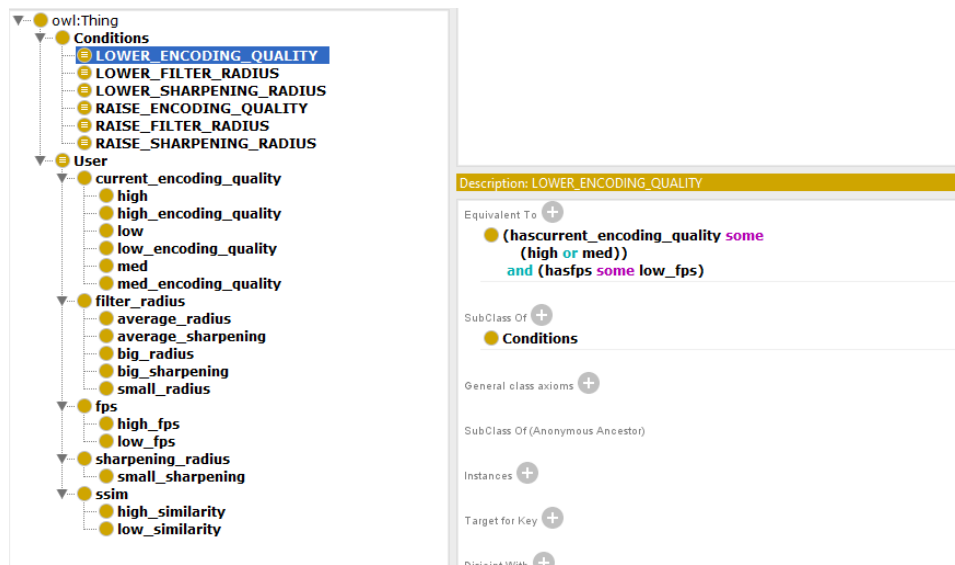 owl:Thing
Conditions
LOWER_ENCODING_QUALITY
LOWER_FILTER_RADIUS
LOWER_SHARPENING_RADIUS
RAISE_ENCODING_QUALITY
RAISE_FILTER_RADIUS
RAISE_SHARPENING_RADIUS
User
current_encoding_quality
high
high_encoding_quality
low
low_encoding_quality
med
med_encoding_quality
filter_radius
average_radius
average_sharpening
big_radius
big_sharpening
small_radius
fps
high_fps
low_fps
sharpening_radius
small_sharpening
ssim
high_similarity
low_similarity
Description: LOWER_ENCODING_QUALITY
Equivalent To
(hascurrent_encoding_quality some
(high or med))
and (hasfps some low_fps)
SubClass Of
Conditions
General class axioms
SubClass Of (Anonymous Ancestor)
Instances
Target for Key
Disjoint With